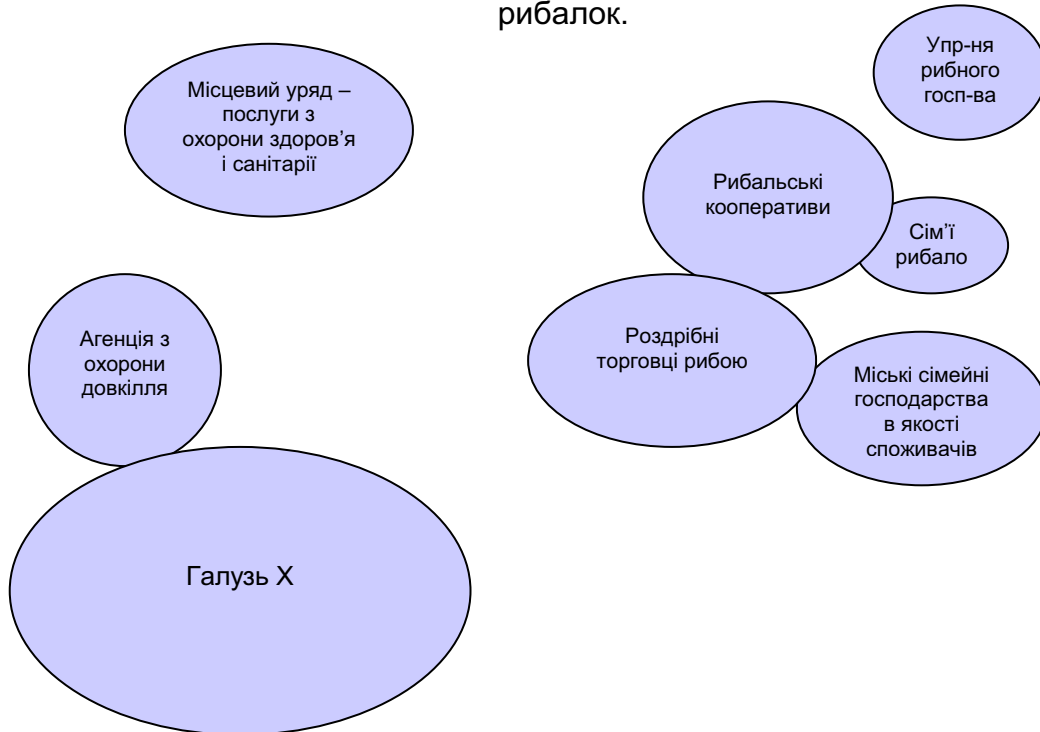 рибалок.
Упр-ня
рибного
госп-ва
Місцевий уряд –
послуги з
охорони здоров’я
і санітарії
Рибальські
кооперативи
Сім’ї
рибало
Агенція з
охорони
довкілля
Роздрібні
торговці рибою
Міські сімейні
господарства
в якості
споживачів
Галузь X